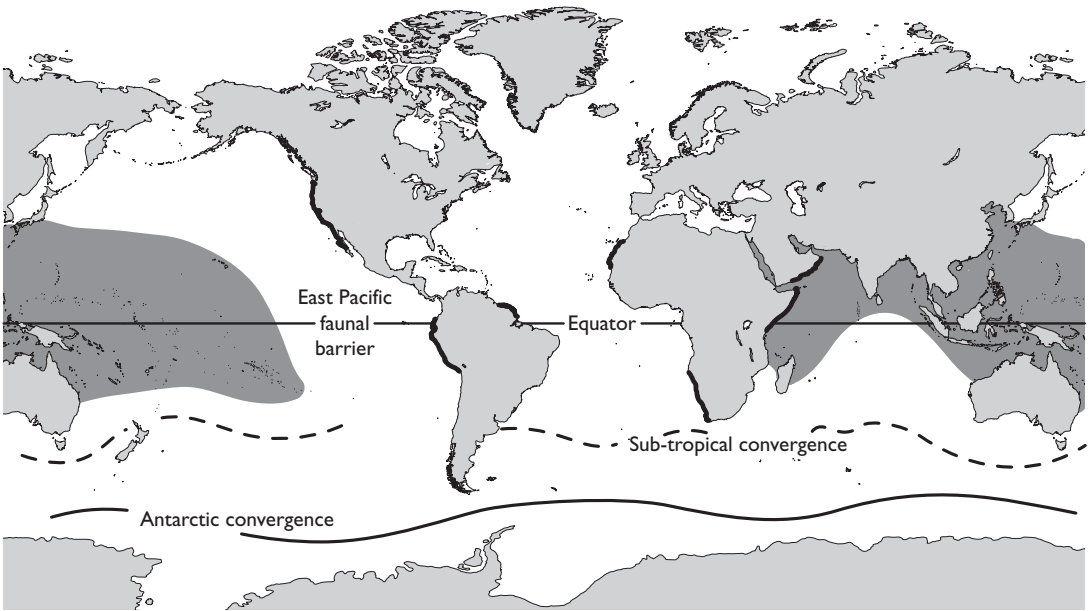 East Pacific
faunal
barrier
Equator
Sub-tropical convergence
Antarctic convergence